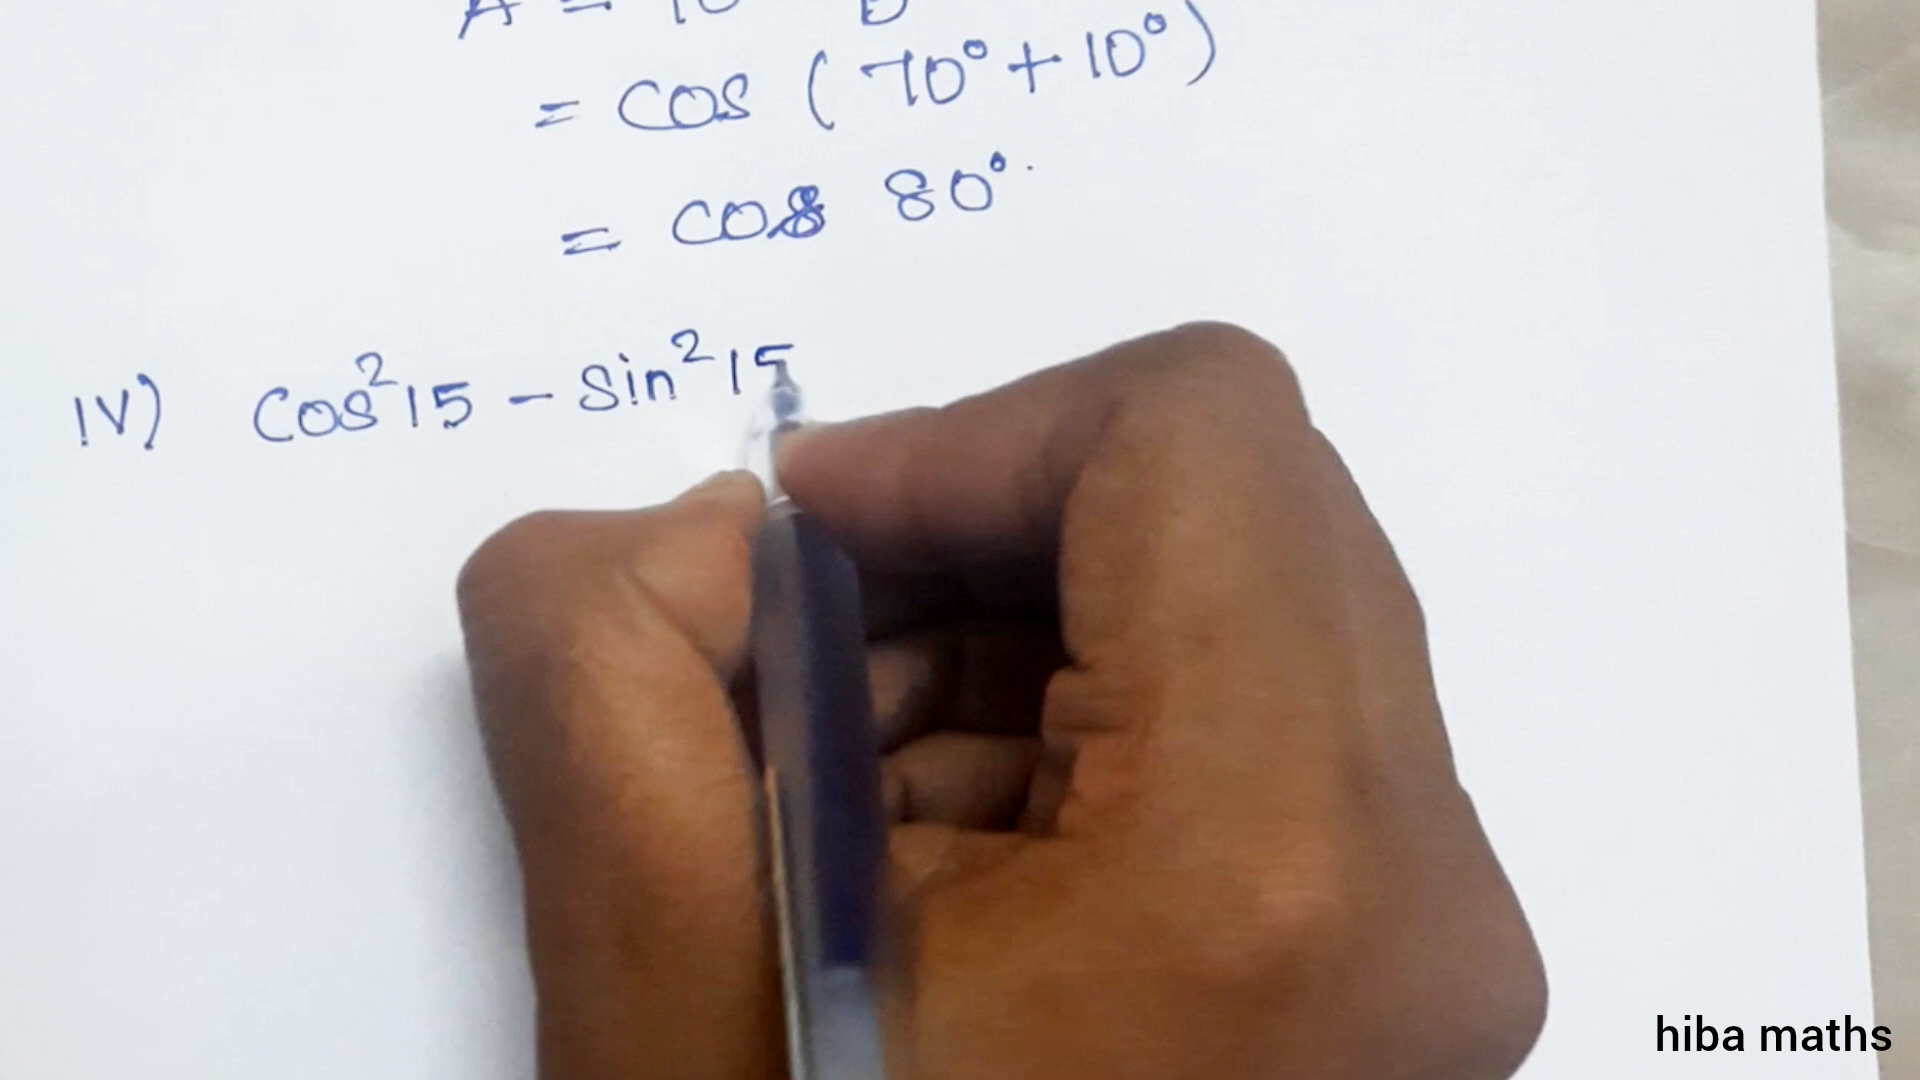 = cos (70° + 10°)
= cos 80°.
IV) Cos²15 - Sin²15
hiba maths